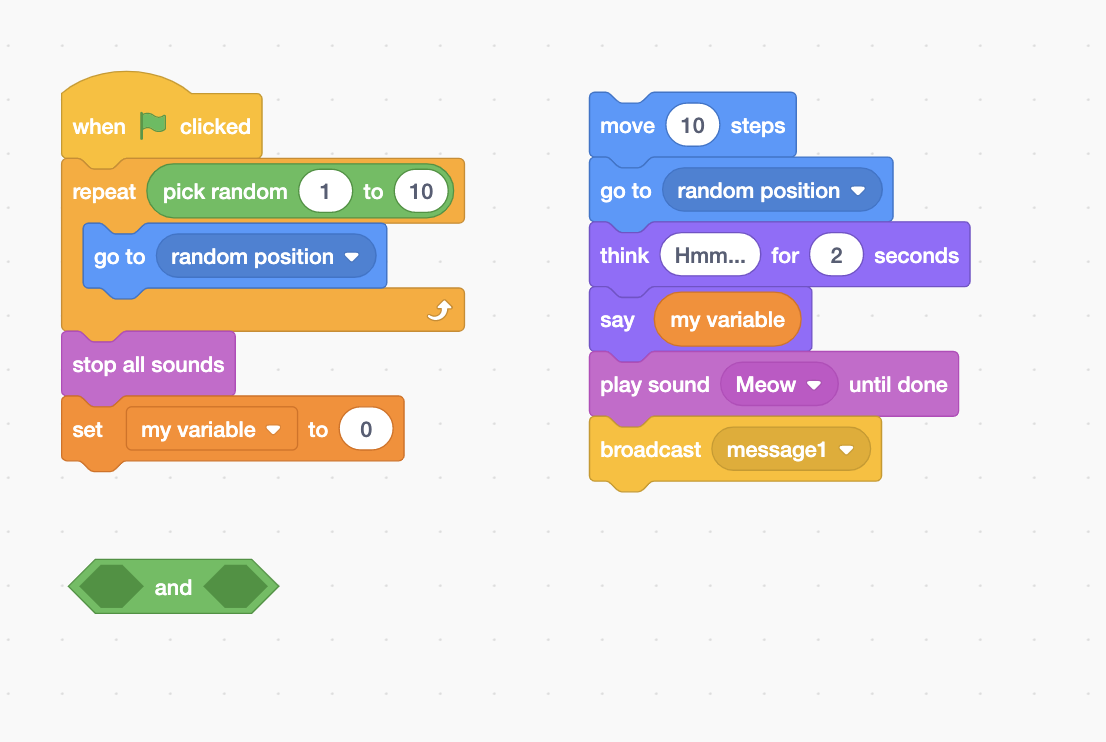 when clicked
repeat pick random 1 to 10
go to random position
stop all sounds
set my variable to 0
and
move 10 steps
go to random position
think Hmm... for 2 seconds
say my variable
play sound Meow until done
broadcast message1